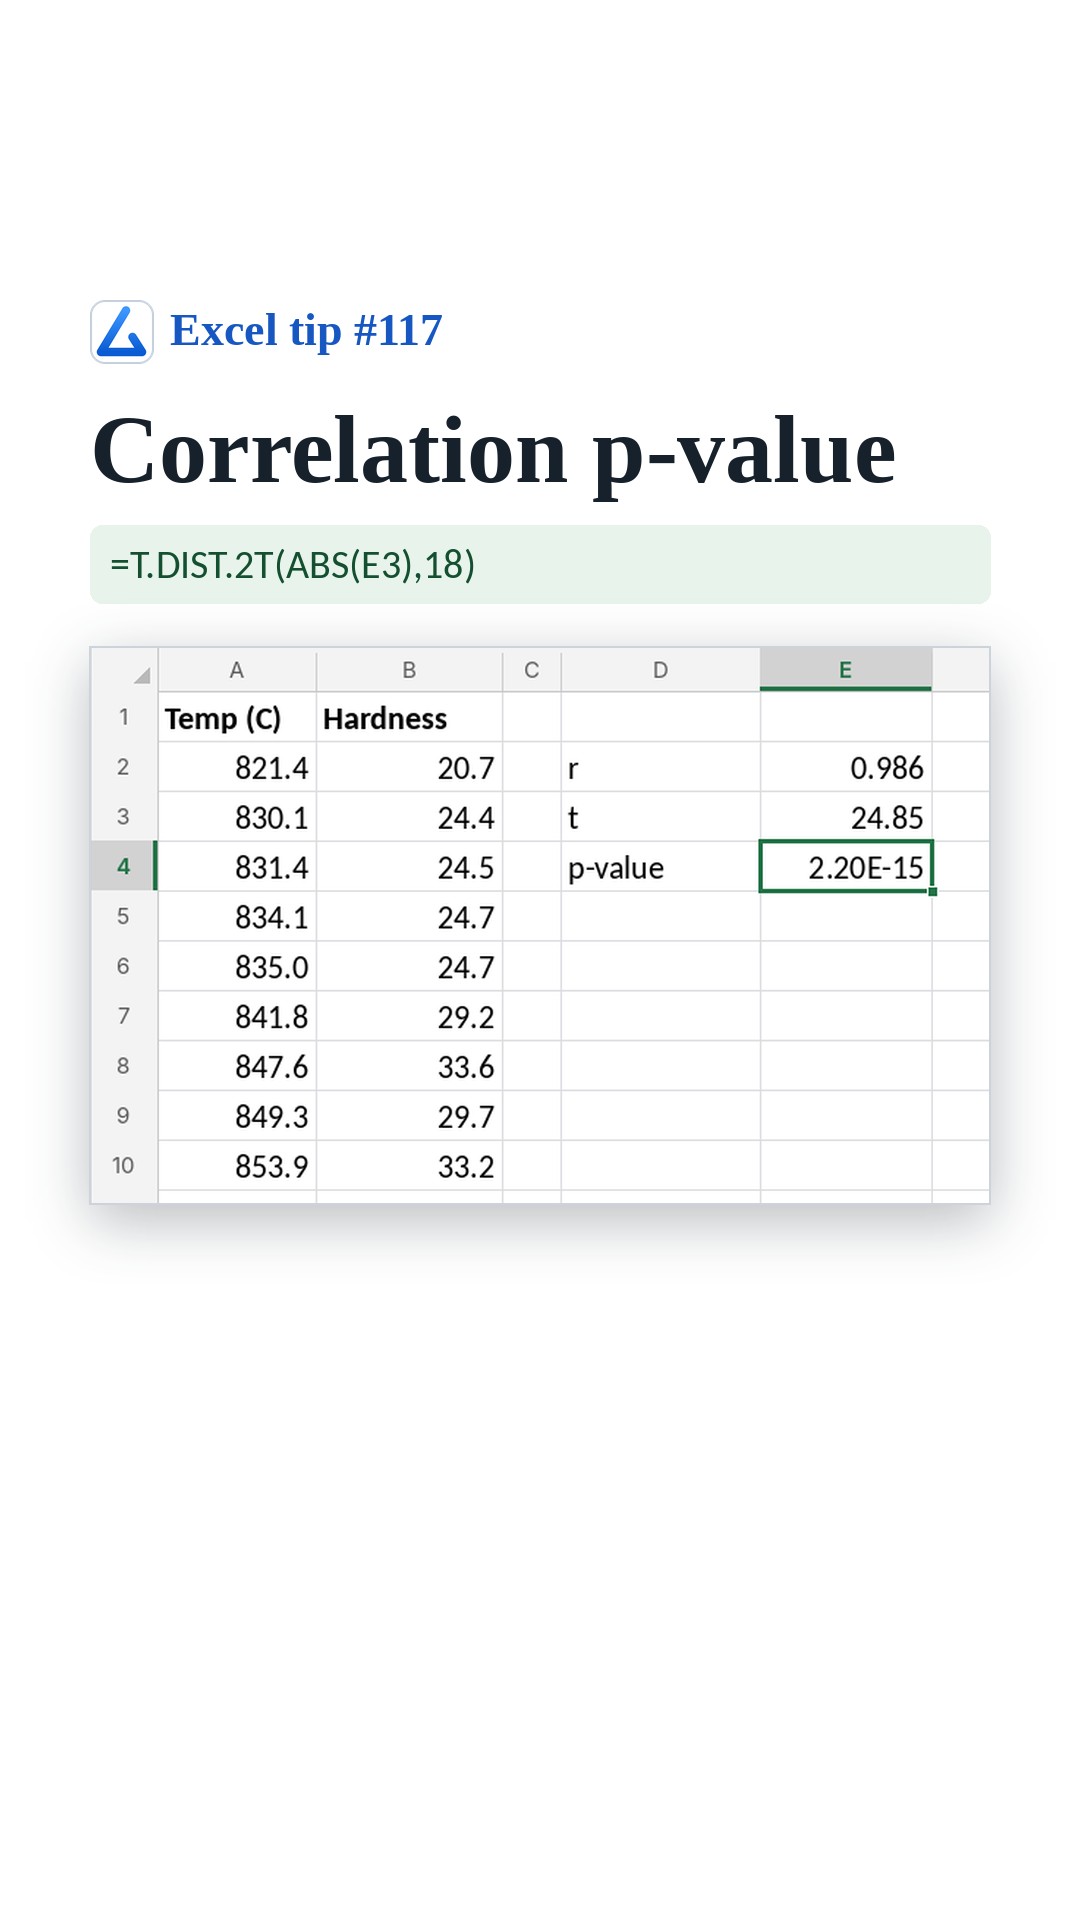 Excel tip #117
Correlation p-value
=T.DIST.2T(ABS(E3),18)
A B C D E
1 Temp (C) Hardness
2 821.4 20.7 r 0.986
3 830.1 24.4 t 24.85
4 831.4 24.5 p-value 2.20E-15
5 834.1 24.7
6 835.0 24.7
7 841.8 29.2
8 847.6 33.6
9 849.3 29.7
10 853.9 33.2